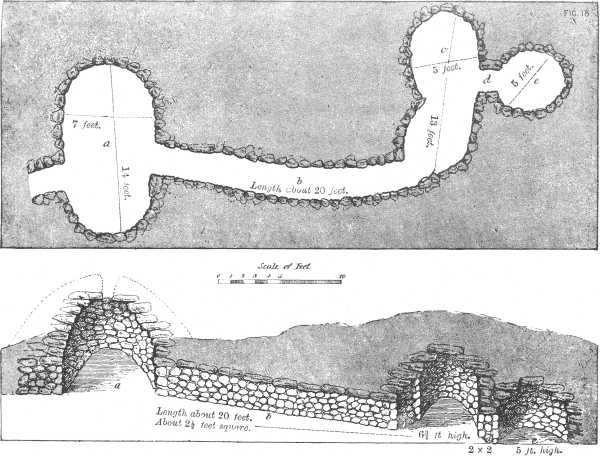 FIG. 18
c
5 feet.
d
5 feet.
e
7 feet.
a
14 feet.
13 feet.
b
Length about 20 feet.
Scale of Feet
0 1 2 3 4 5 10
a
Length about 20 feet. b
About 2½ feet square.
6¾ ft high.
2 × 2
5 ft. high.